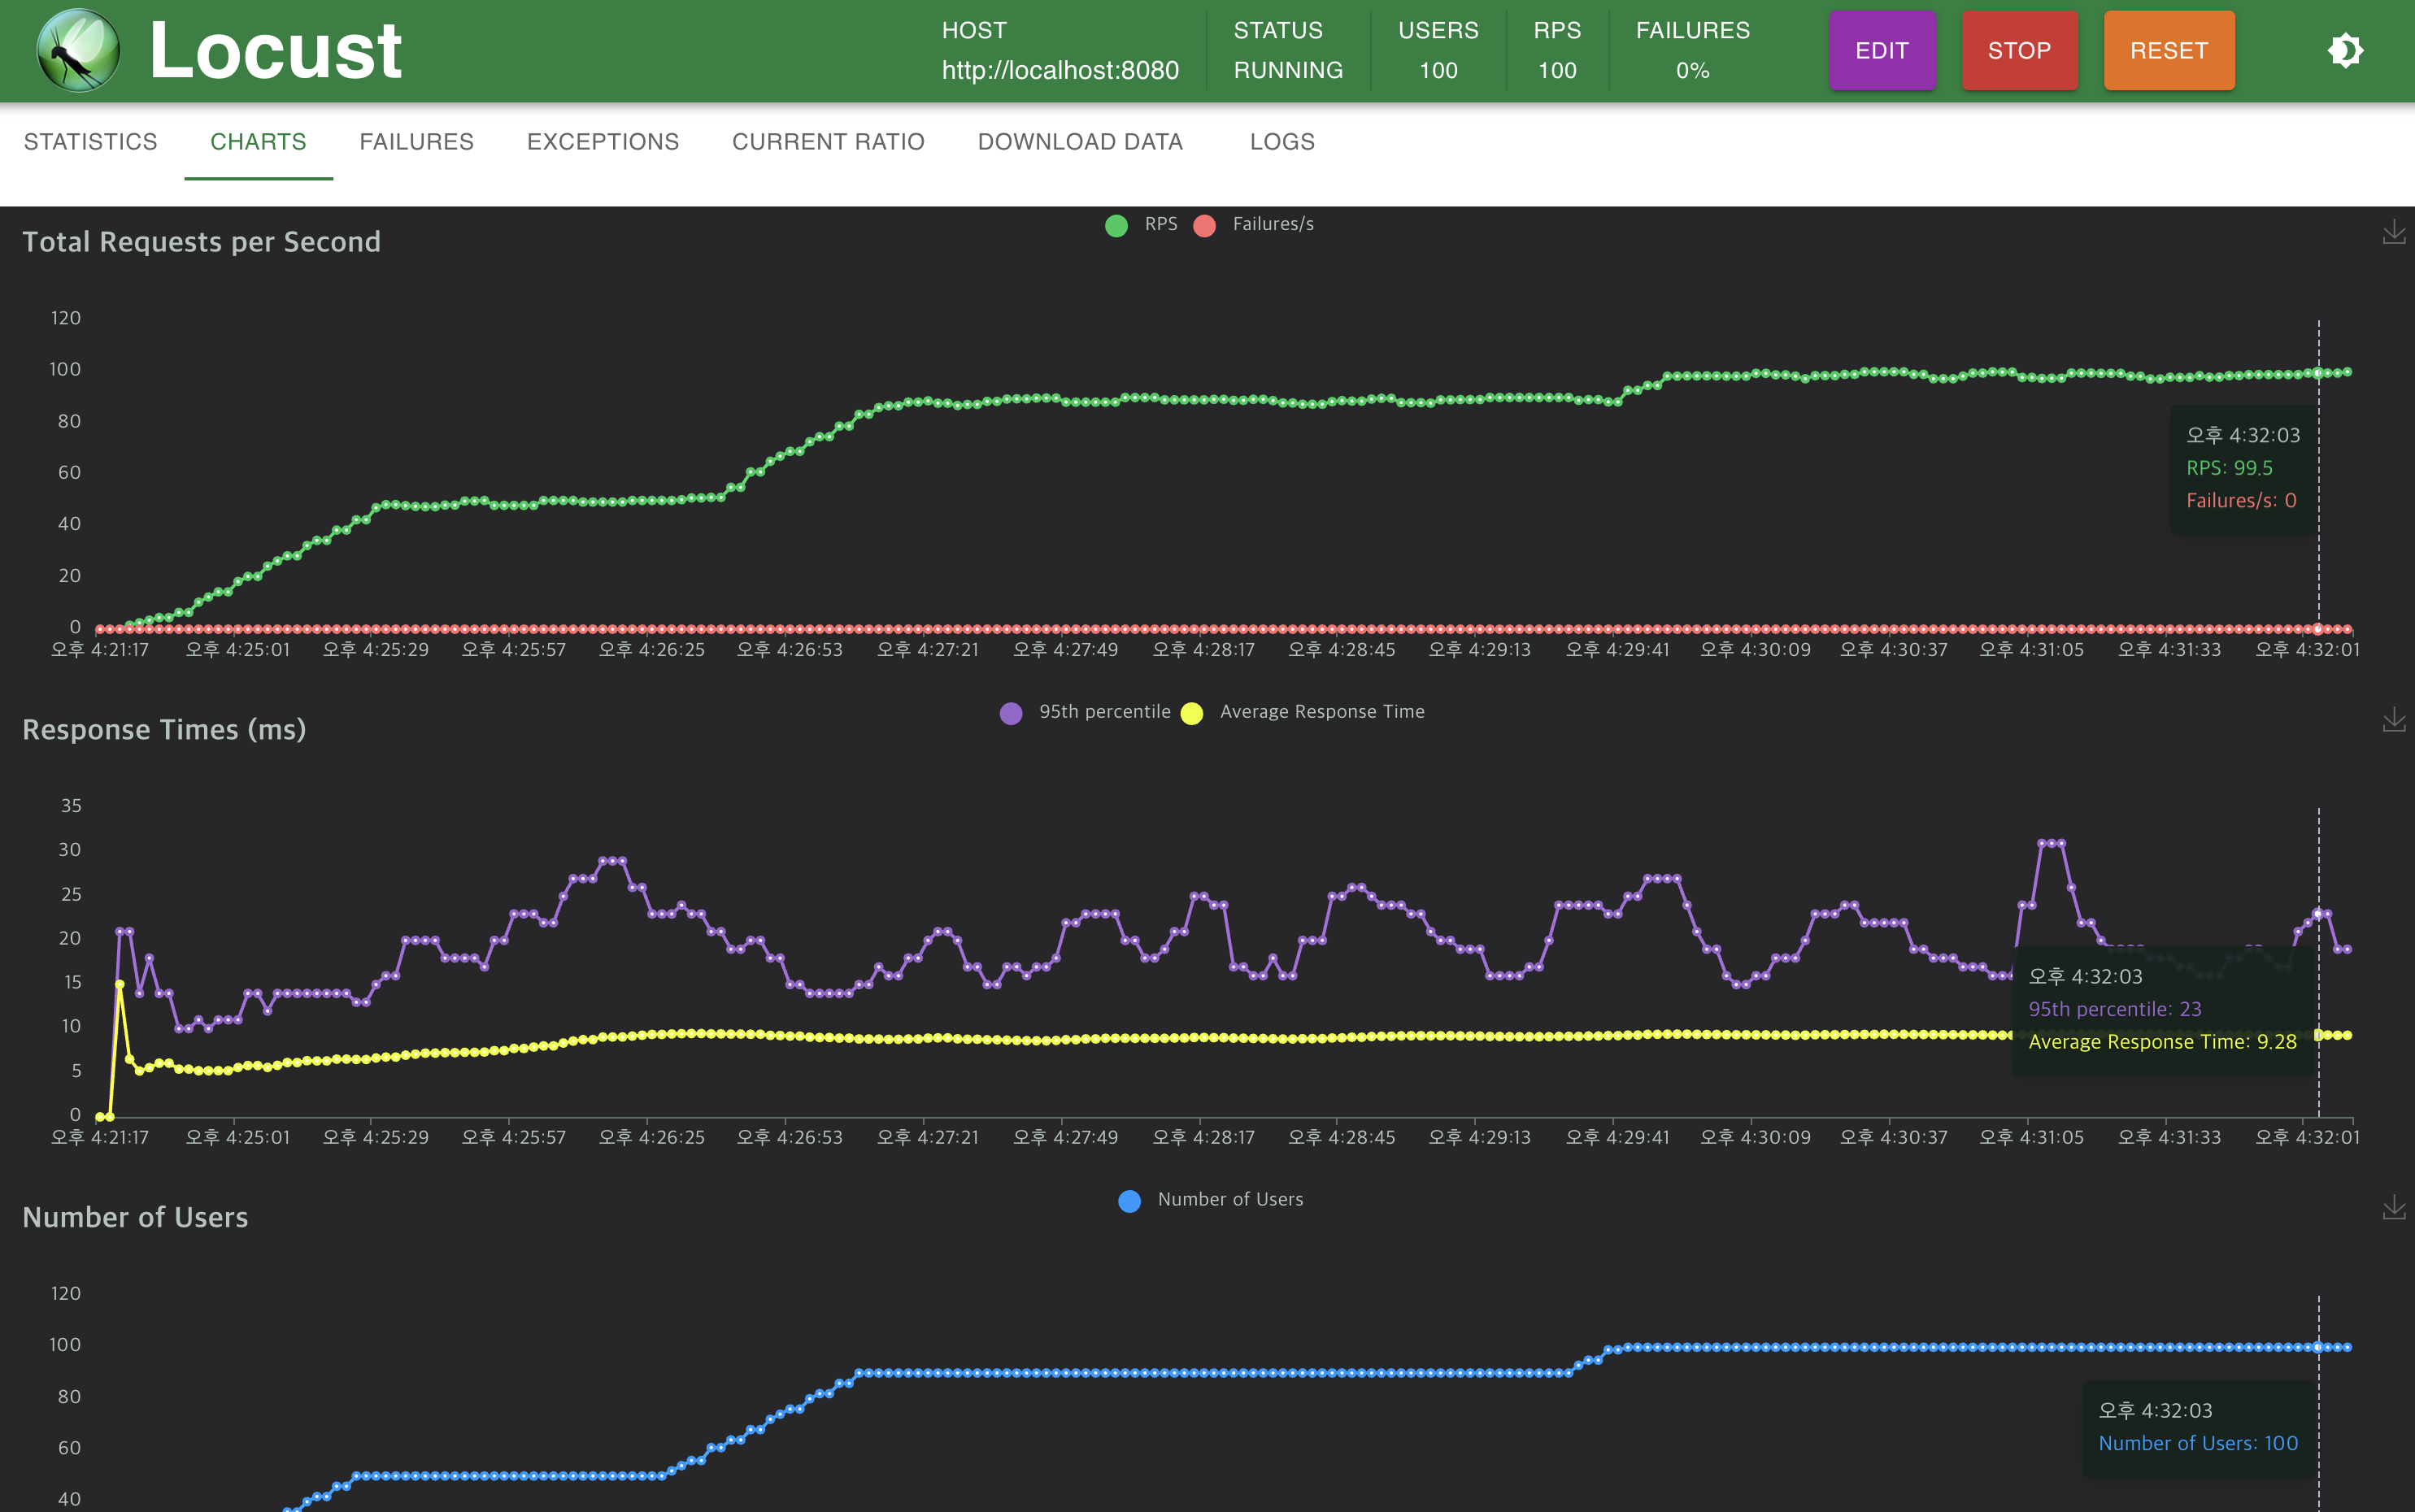 Locust
HOST
http://localhost:8080
STATUS
RUNNING
USERS
100
RPS
100
FAILURES
0%
EDIT
STOP
RESET
STATISTICS CHARTS FAILURES EXCEPTIONS CURRENT RATIO DOWNLOAD DATA LOGS
Total Requests per Second
RPS Failures/s
120
100
80
60
40
20
0
오후 4:32:03
RPS: 99.5
Failures/s: 0
오후 4:21:17 오후 4:25:01 오후 4:25:29 오후 4:25:57 오후 4:26:25 오후 4:26:53 오후 4:27:21 오후 4:27:49 오후 4:28:17 오후 4:28:45 오후 4:29:13 오후 4:29:41 오후 4:30:09 오후 4:30:37 오후 4:31:05 오후 4:31:33 오후 4:32:01
Response Times (ms)
95th percentile Average Response Time
35
30
25
20
15
10
5
0
오후 4:32:03
95th percentile: 23
Average Response Time: 9.28
오후 4:21:17 오후 4:25:01 오후 4:25:29 오후 4:25:57 오후 4:26:25 오후 4:26:53 오후 4:27:21 오후 4:27:49 오후 4:28:17 오후 4:28:45 오후 4:29:13 오후 4:29:41 오후 4:30:09 오후 4:30:37 오후 4:31:05 오후 4:31:33 오후 4:32:01
Number of Users
Number of Users
120
100
80
60
40
오후 4:32:03
Number of Users: 100